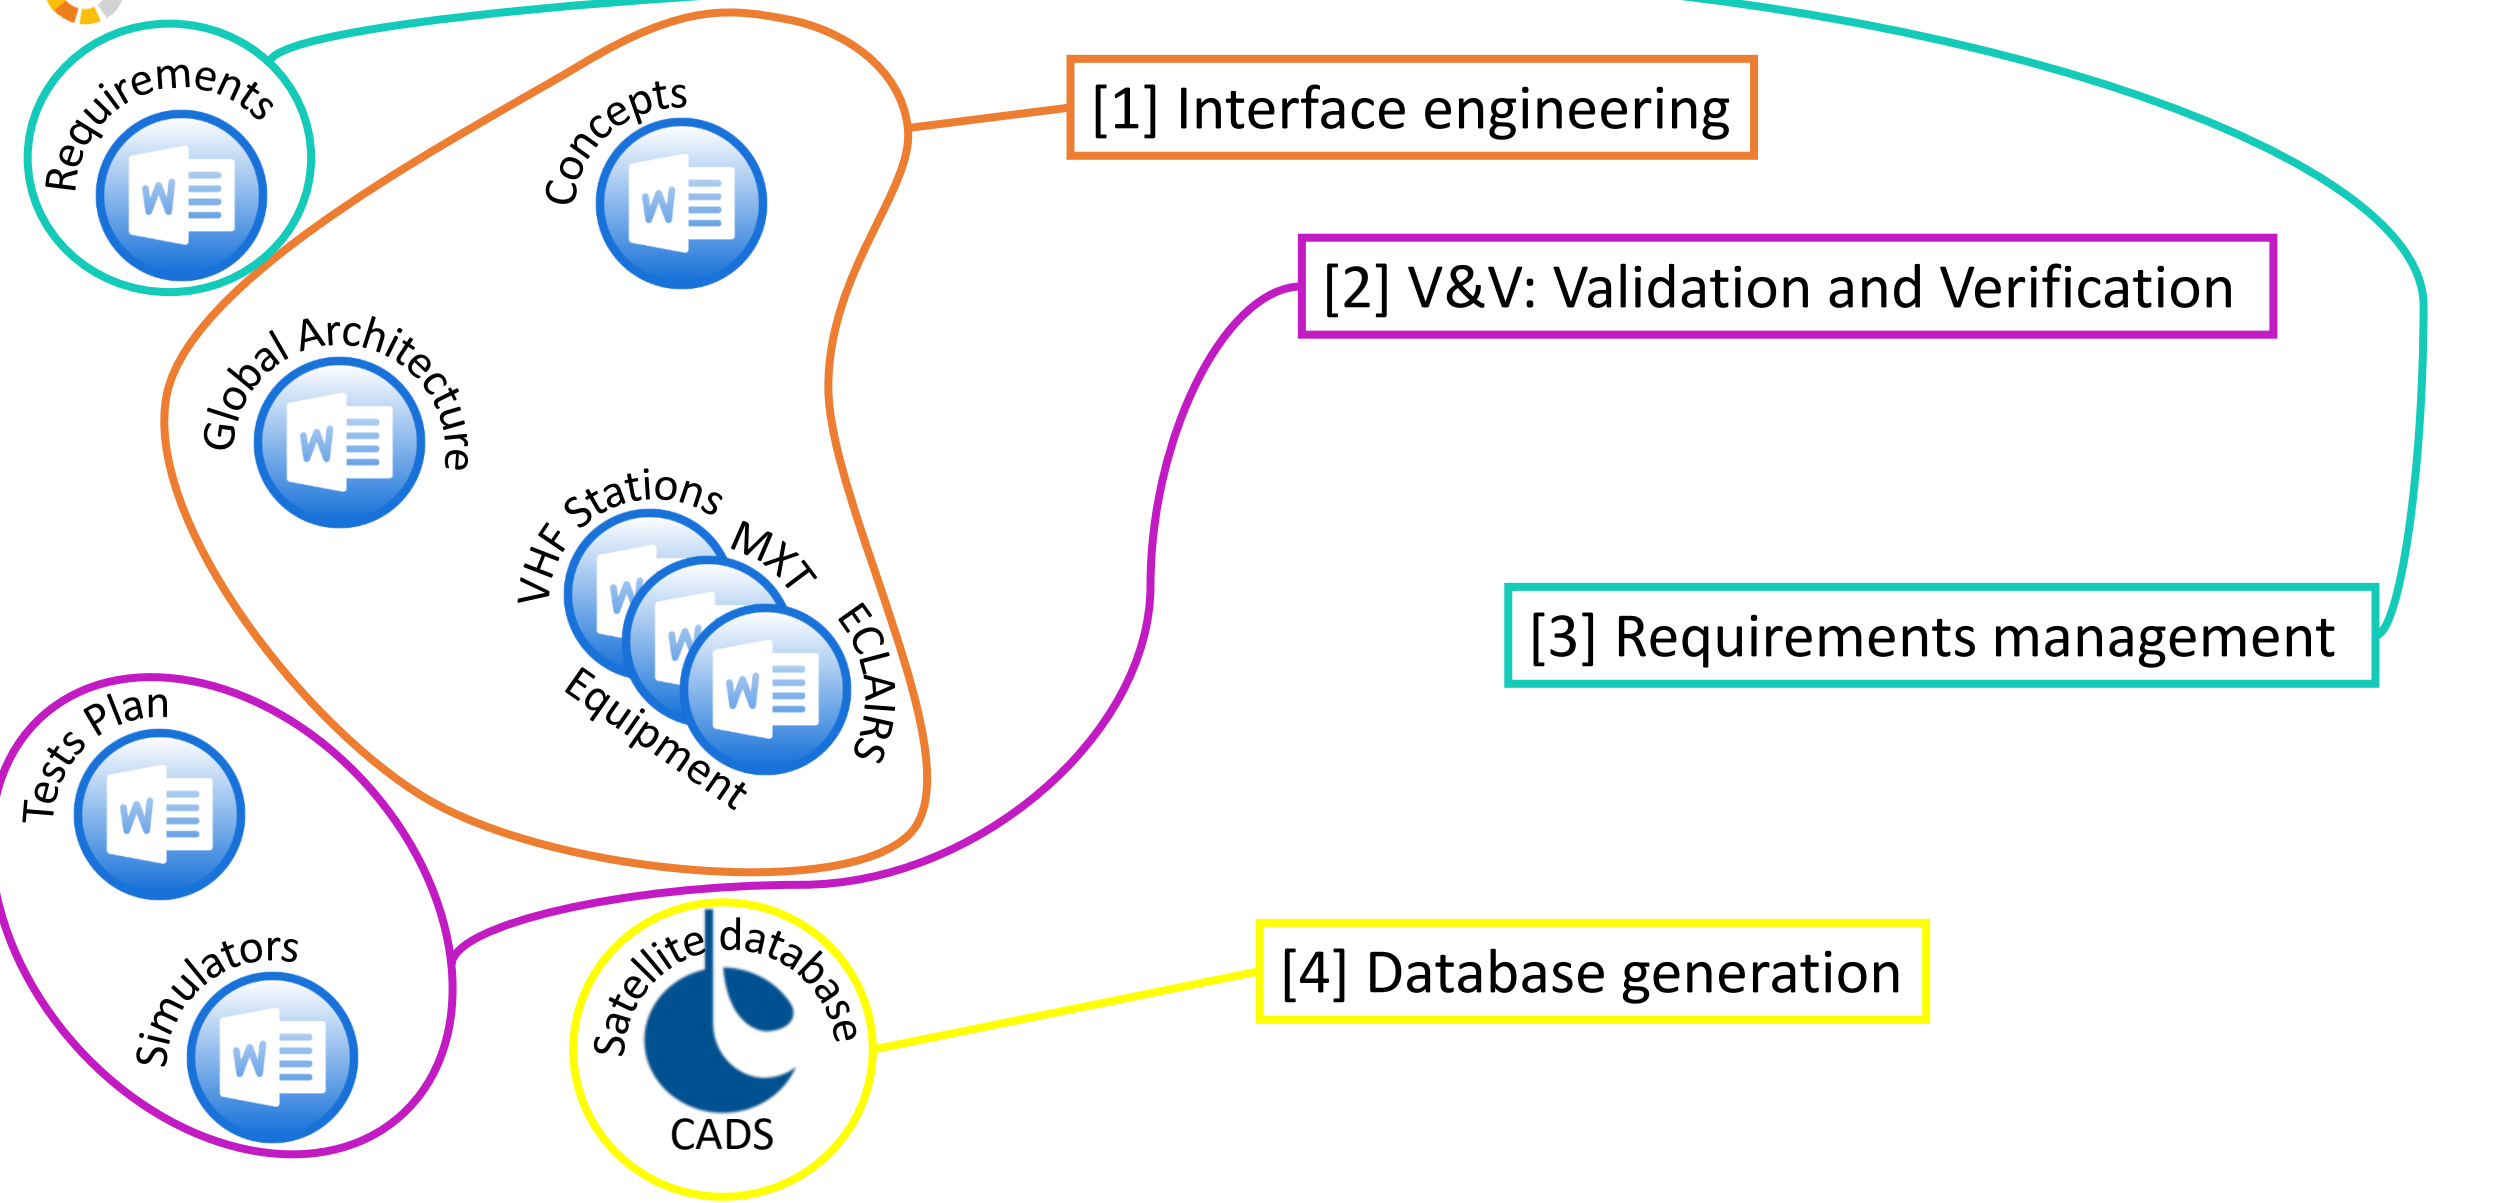 Requirements
Concepts
[1] Interface engineering
[2] V&V: Validation and Verification
Global Architecture
VHF Stations
MXT
ECLAIRS
Equipment
[3] Requirements management
Tests Plan
Simulators
Satellite database
CADS
[4] Database generation